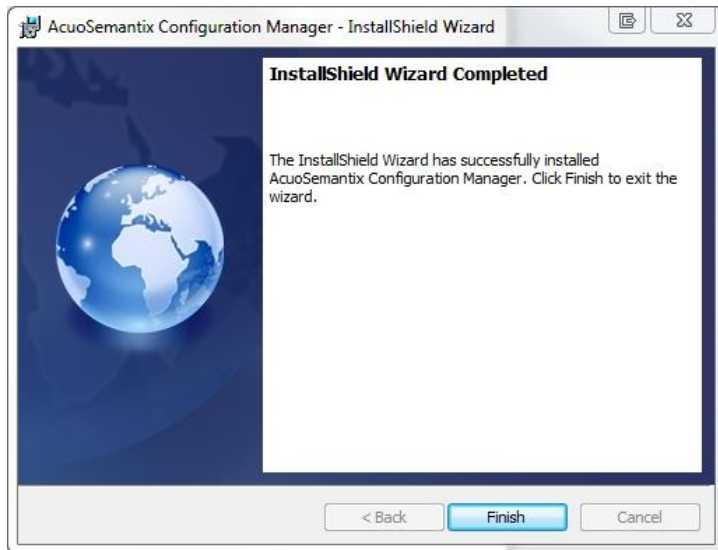 AcuoSemantix Configuration Manager - InstallShield Wizard
InstallShield Wizard Completed
The InstallShield Wizard has successfully installed
AcuoSemantix Configuration Manager. Click Finish to exit the
wizard.
< Back
Finish
Cancel